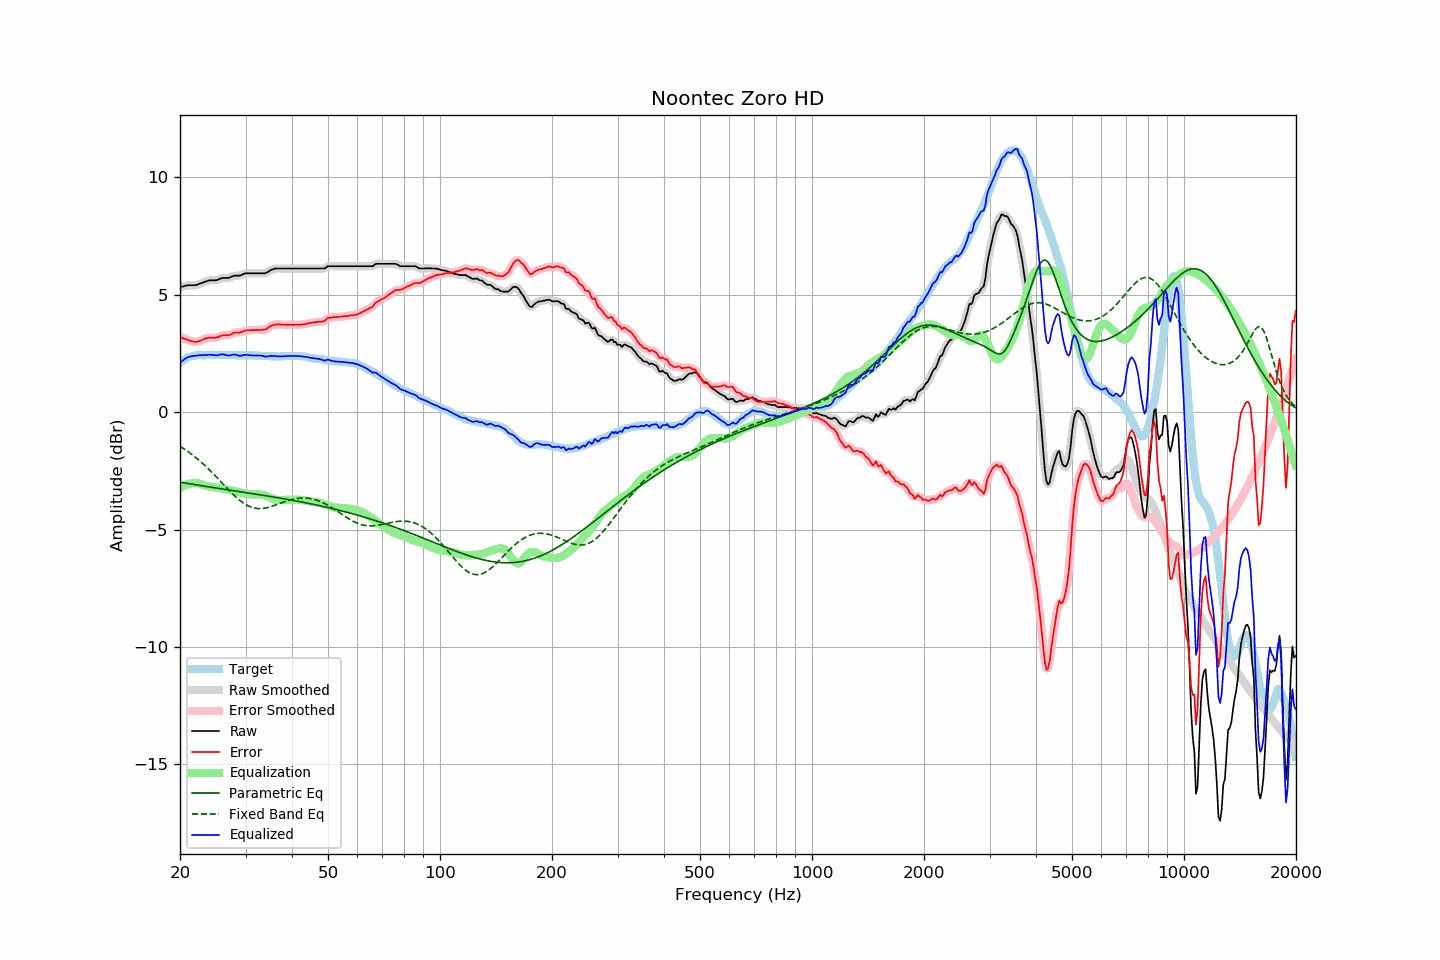 Noontec Zoro HD
Amplitude (dBr)
10
5
0
−5
−10
−15
Target
Raw Smoothed
Error Smoothed
Raw
Error
Equalization
Parametric Eq
Fixed Band Eq
Equalized
20
50
100
200
500
1000
2000
5000
10000
20000
Frequency (Hz)